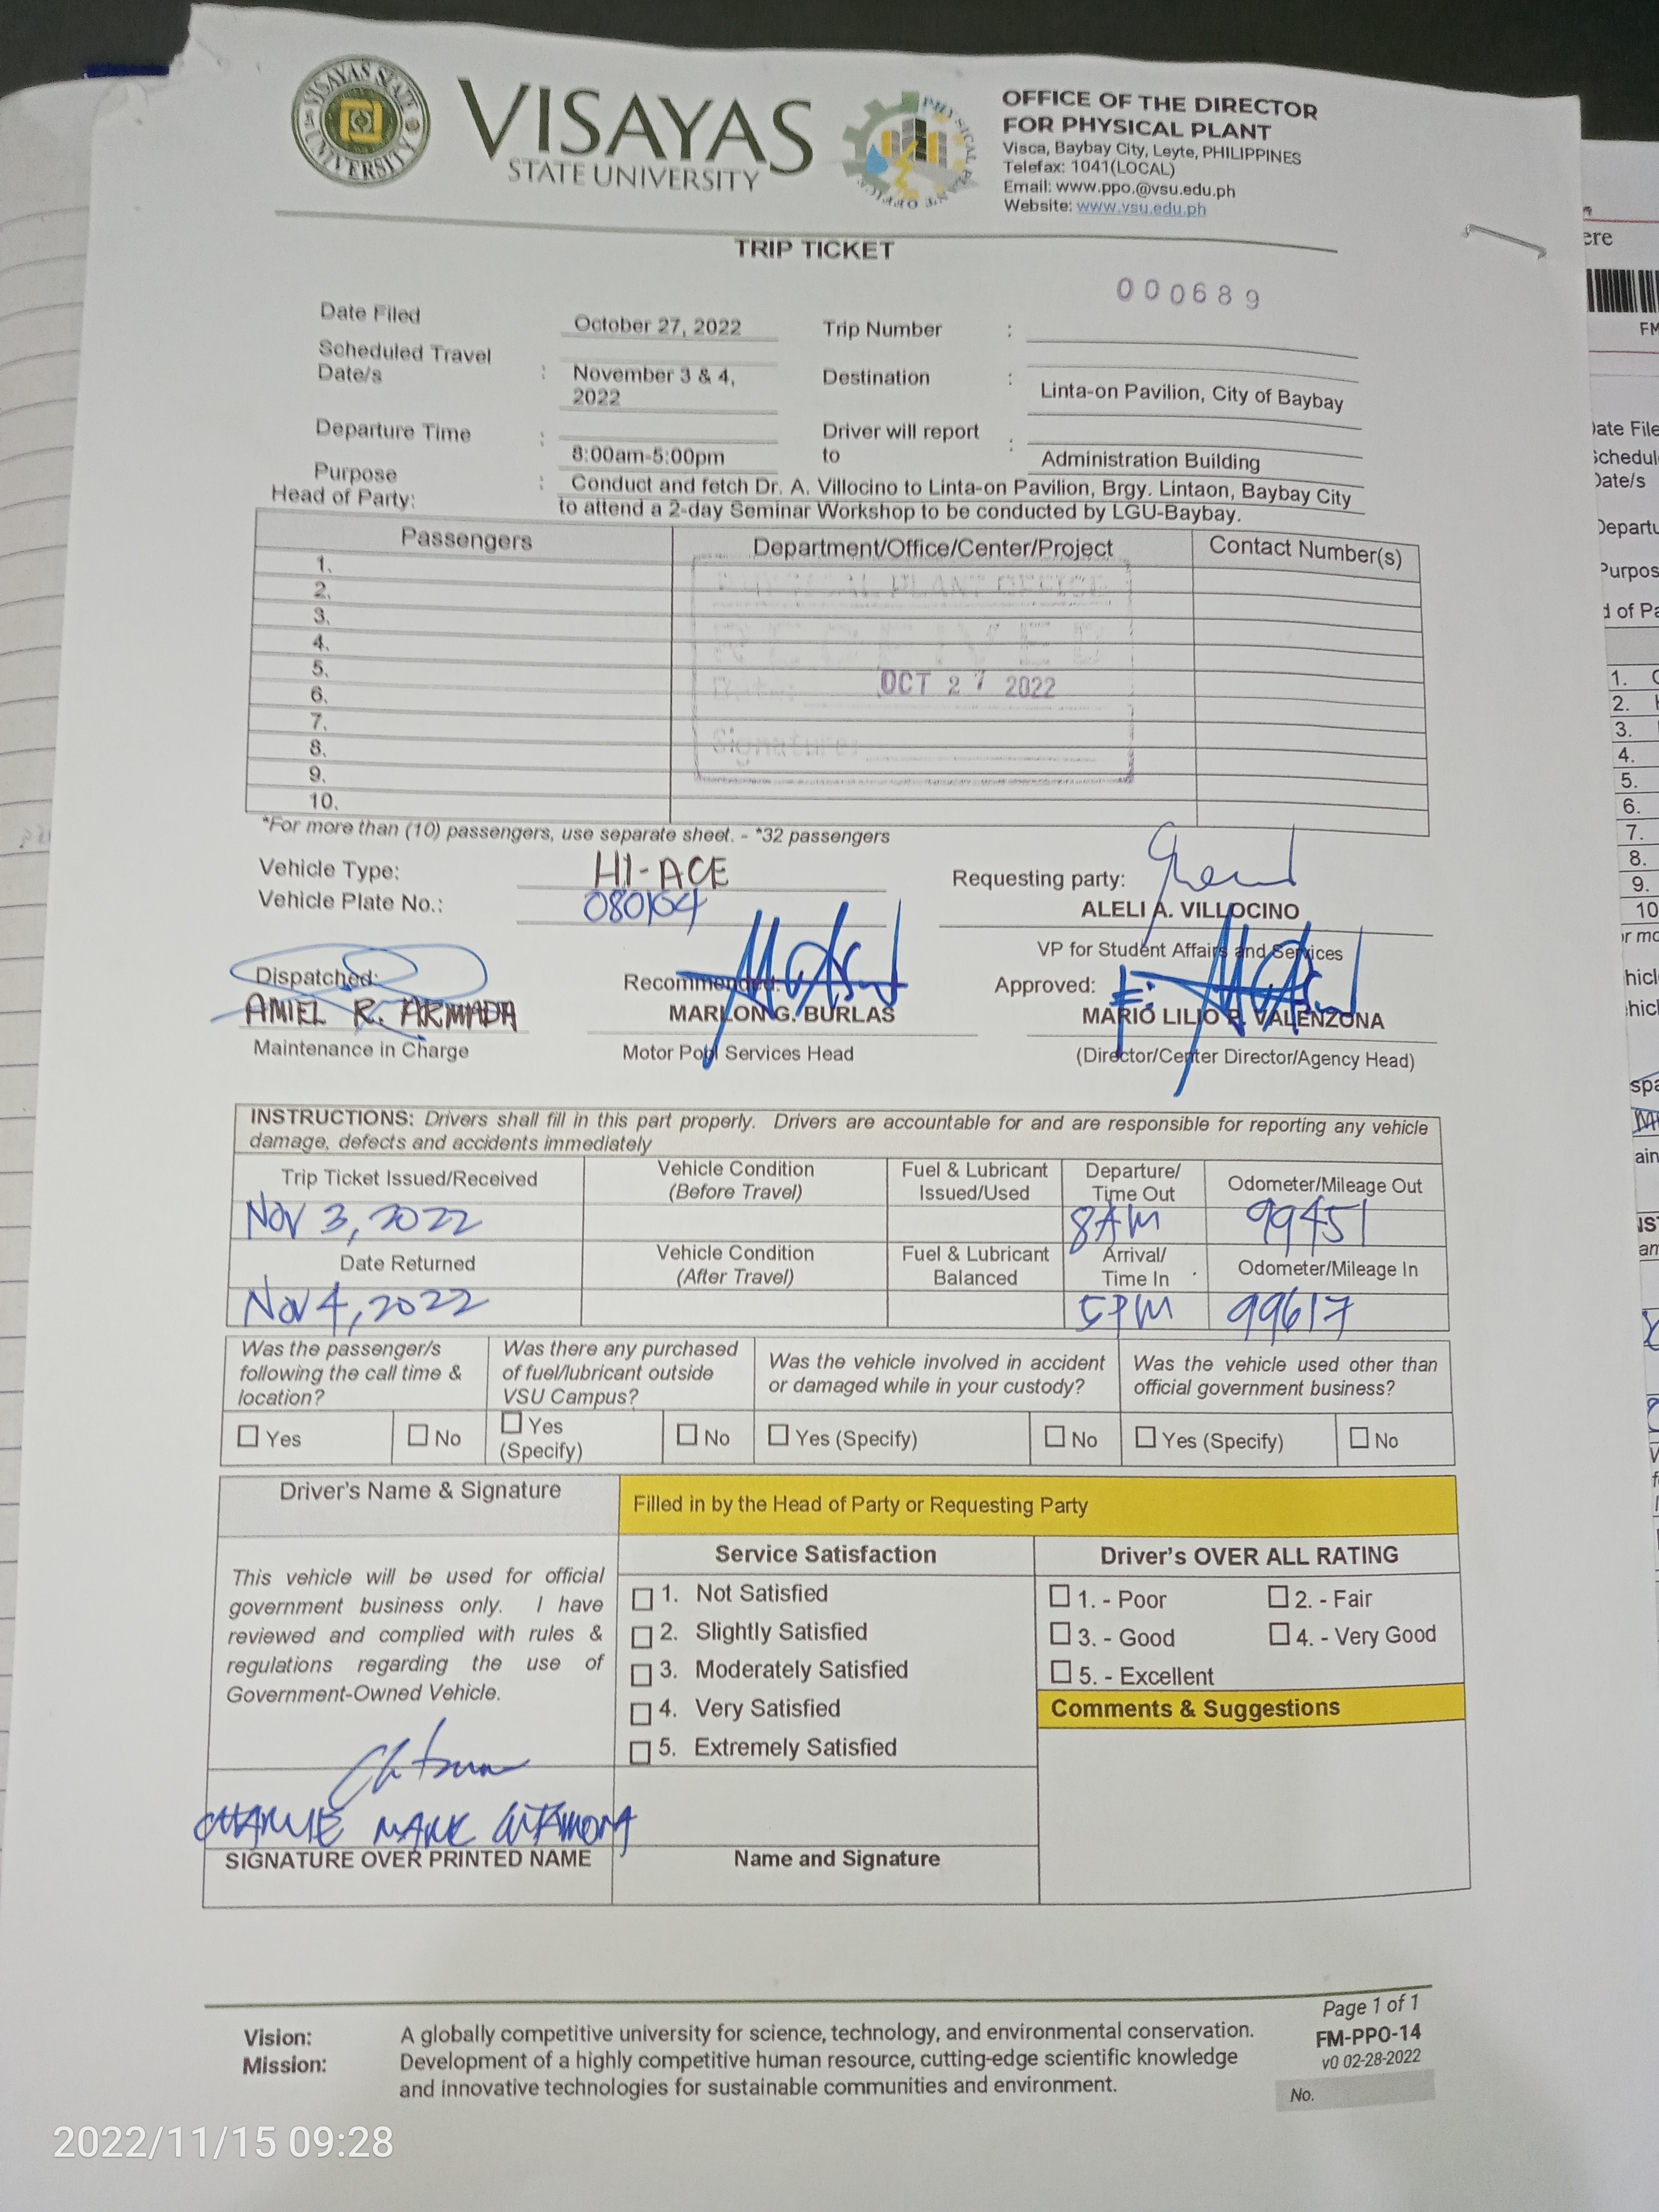 VISAYAS STATE UNIVERSITY
VISAYAS
STATE UNIVERSITY
PHYSICAL PLANT OFFICE
OFFICE OF THE DIRECTOR
FOR PHYSICAL PLANT
Visca, Baybay City, Leyte, PHILIPPINES
Telefax: 1041(LOCAL)
Email: www.ppo.@vsu.edu.ph
Website: www.vsu.edu.ph
TRIP TICKET
000689
Date Filed October 27, 2022 Trip Number :
Scheduled Travel
Date/s : November 3 & 4,
2022
Destination : Linta-on Pavilion, City of Baybay
Departure Time : 8:00am-5:00pm
Driver will report
to : Administration Building
Purpose : Conduct and fetch Dr. A. Villocino to Linta-on Pavilion, Brgy. Lintaon, Baybay City
Head of Party: to attend a 2-day Seminar Workshop to be conducted by LGU-Baybay.
Passengers Department/Office/Center/Project Contact Number(s)
1.
2.
3.
4.
5.
6.
7.
8.
9.
10.
PLANT OFFICE
OCT 27 2022
Signature
*For more than (10) passengers, use separate sheet. - *32 passengers
Vehicle Type: HI-ACE
Vehicle Plate No.:
Requesting party:
ALELI A. VILLOCINO
VP for Student Affairs and Services
Dispatched: Recommended: Approved:
ANIEL R. ARMADA MARLON G. BURLAS MARIO LILIO P. VALENZONA
Maintenance in Charge Motor Pool Services Head (Director/Center Director/Agency Head)
INSTRUCTIONS: Drivers shall fill in this part properly. Drivers are accountable for and are responsible for reporting any vehicle
damage, defects and accidents immediately
Trip Ticket Issued/Received
Vehicle Condition
(Before Travel)
Fuel & Lubricant
Issued/Used
Departure/
Time Out
Odometer/Mileage Out
Nov 3, 2022 8AM 99451
Date Returned
Vehicle Condition
(After Travel)
Fuel & Lubricant
Balanced
Arrival/
Time In
Odometer/Mileage In
Nov 4, 2022 5PM 99617
Was the passenger/s
following the call time &
location?
Was there any purchased
of fuel/lubricant outside
VSU Campus?
Was the vehicle involved in accident
or damaged while in your custody?
Was the vehicle used other than
official government business?
Yes No Yes
(Specify) No Yes (Specify) No Yes (Specify) No
Driver's Name & Signature
Filled in by the Head of Party or Requesting Party
Service Satisfaction
Driver's OVER ALL RATING
This vehicle will be used for official
government business only. I have
reviewed and complied with rules &
regulations regarding the use of
Government-Owned Vehicle.
1. Not Satisfied
2. Slightly Satisfied
3. Moderately Satisfied
4. Very Satisfied
5. Extremely Satisfied
1. - Poor 2. - Fair
3. - Good 4. - Very Good
5. - Excellent
Comments & Suggestions
CHARLIE MARK
SIGNATURE OVER PRINTED NAME
Name and Signature
Page 1 of 1
FM-PPO-14
v0 02-28-2022
No.
Vision: A globally competitive university for science, technology, and environmental conservation.
Mission: Development of a highly competitive human resource, cutting-edge scientific knowledge
and innovative technologies for sustainable communities and environment.
2022/11/15 09:28